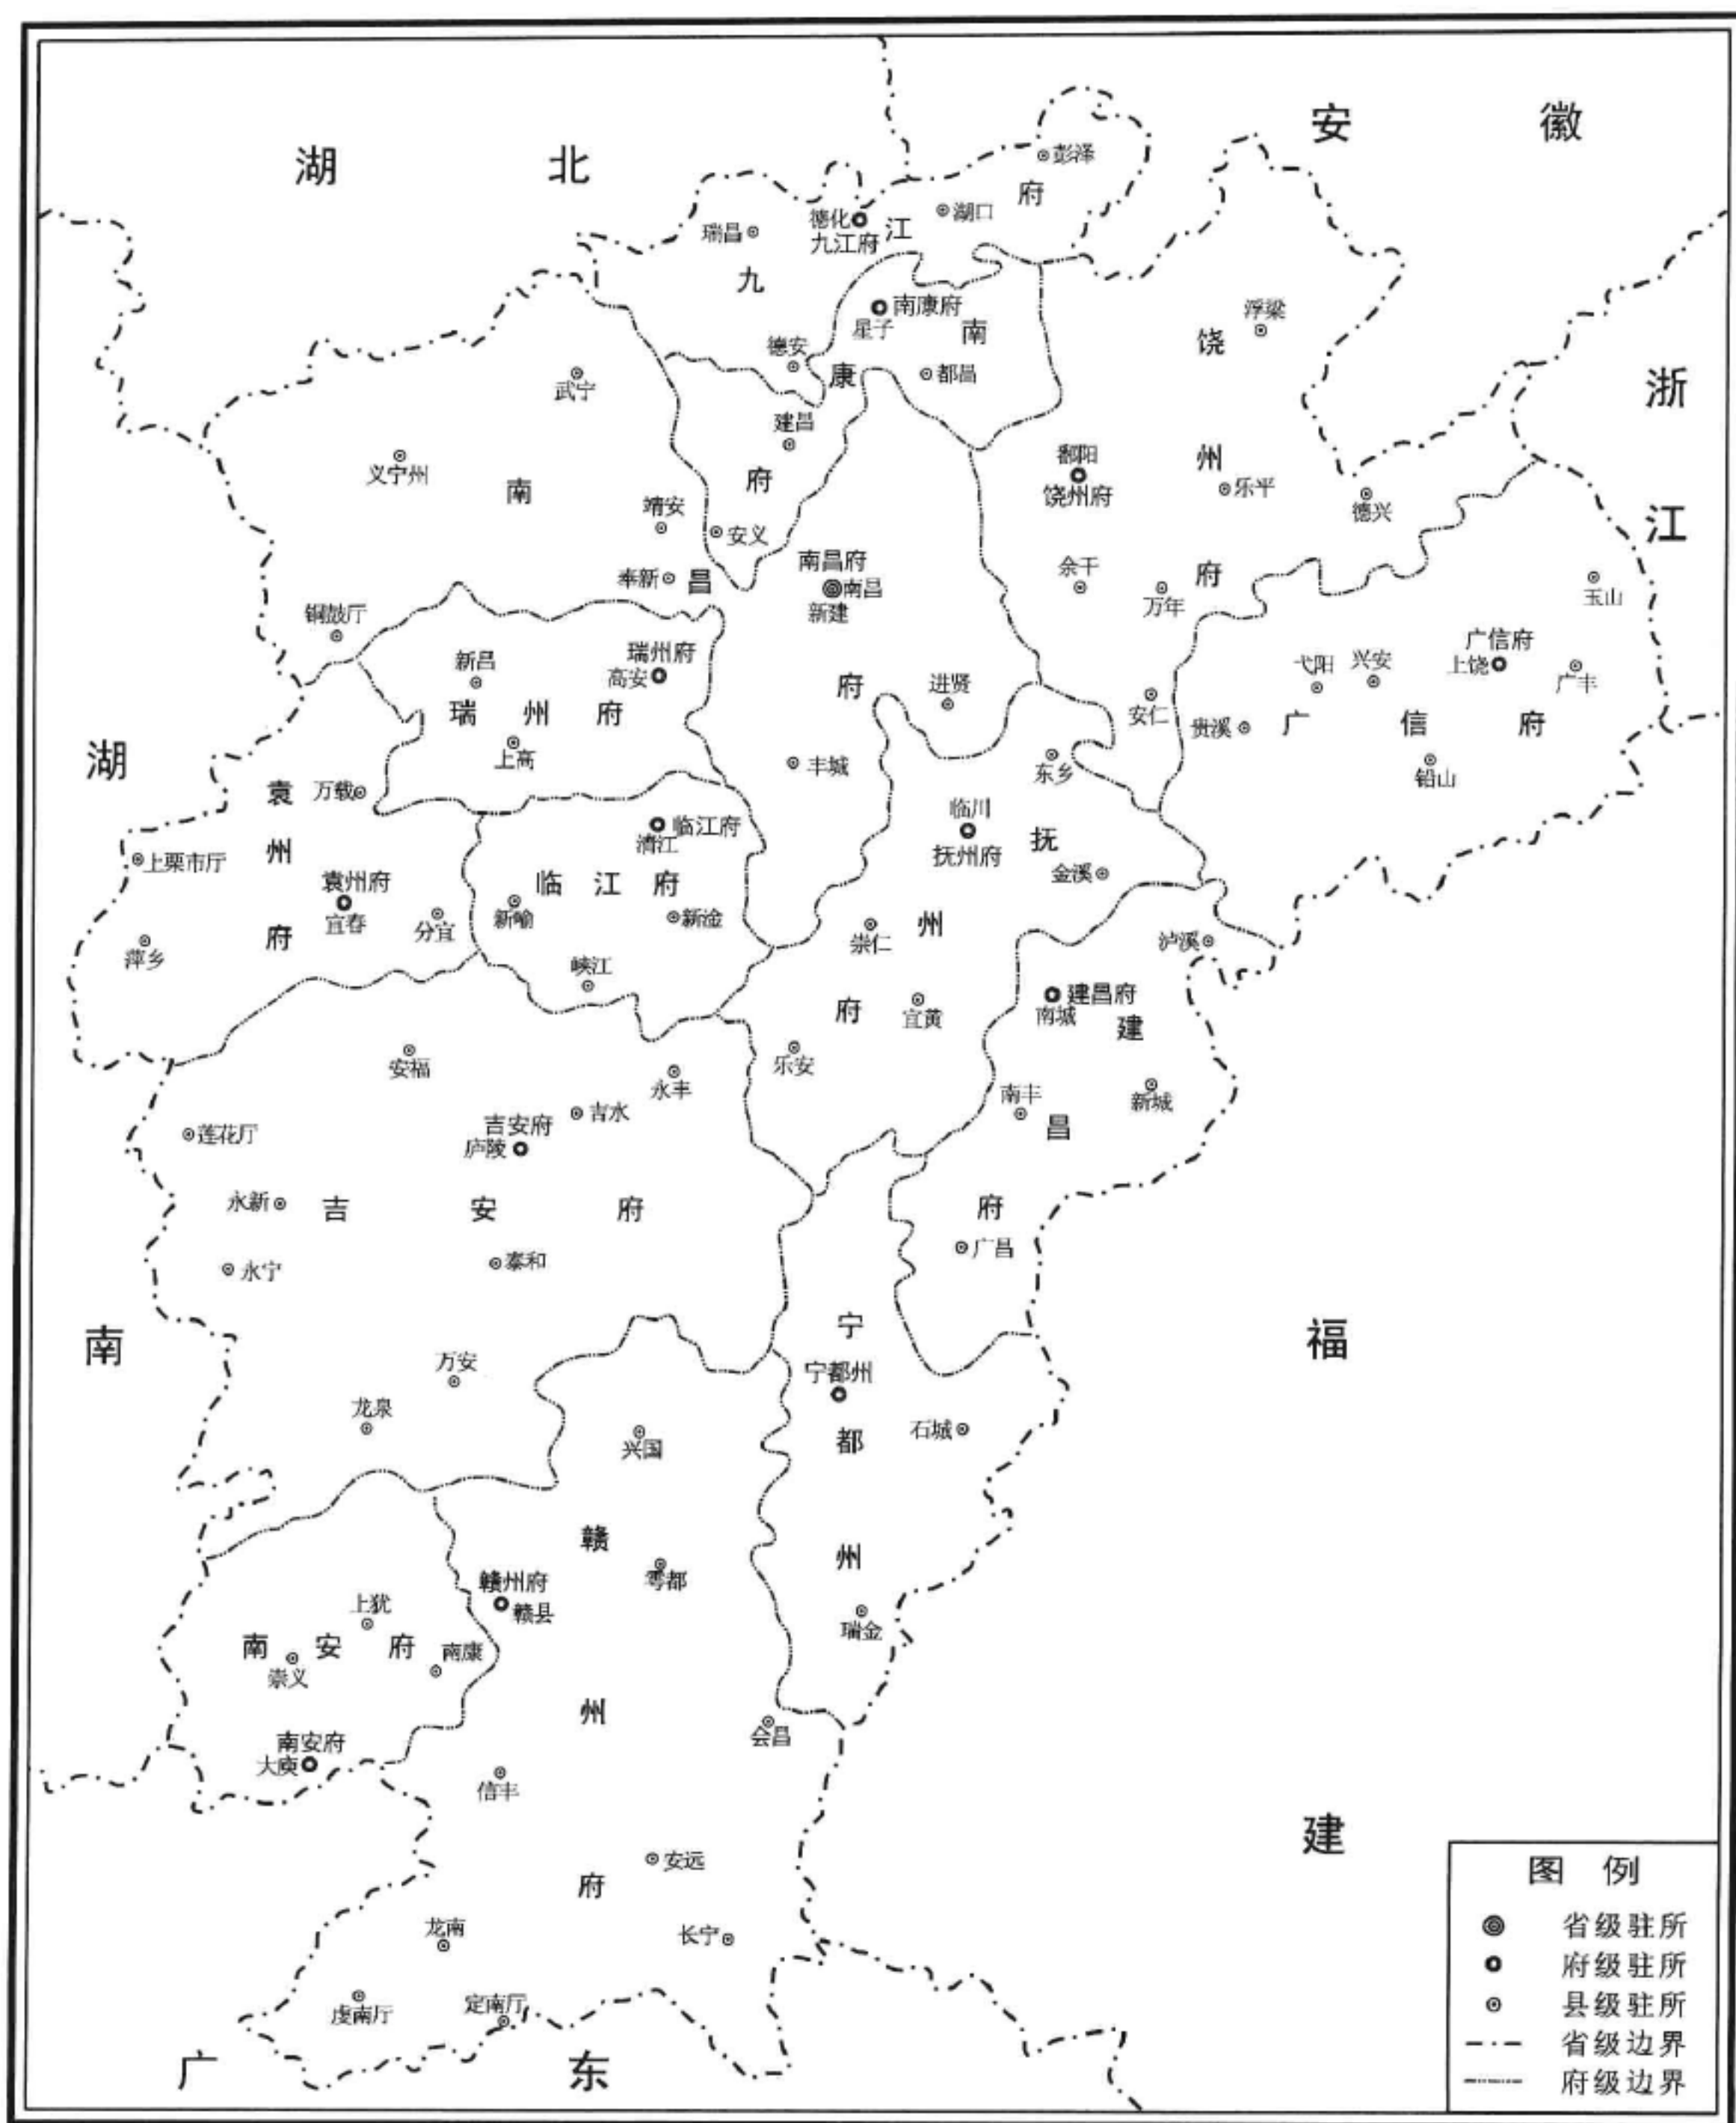 安 徽
湖 北
彭泽
府
湖口
德化
九江府
江
瑞昌
九
南康府
星子
南
浮梁
饶
德安
康
都昌
武宁
浙
建昌
鄱阳
饶州府
州
乐平
德兴
义宁州
南
府
靖安
安义
江
南昌府
南昌
新建
奉新
昌
余干
万年
府
玉山
铜鼓厅
新昌
瑞州府
高安
广信府
上饶
弋阳
兴安
广丰
府
进贤
安仁
贵溪
广 信 府
瑞 州 府
上高
丰城
东乡
铅山
湖
袁
万载
临川
抚州府
抚
临江府
清江
州
上栗市厅
金溪
袁州府
宜春
分宜
临 江 府
新喻
新淦
崇仁
州
泸溪
府
萍乡
峡江
建昌府
南城
建
府
宜黄
安福
永丰
乐安
南丰
新城
莲花厅
吉安府
庐陵
吉水
昌
永新
吉 安 府
府
永宁
泰和
广昌
南
宁
福
万安
宁都州
龙泉
兴国
都
石城
赣
州
赣州府
赣县
雩都
上犹
瑞金
南 安 府
崇义
南康
州
会昌
南安府
大庾
信丰
建
安远
府
龙南
长宁
虔南厅
定南厅
广 东
图 例
省级驻所
府级驻所
县级驻所
省级边界
府级边界